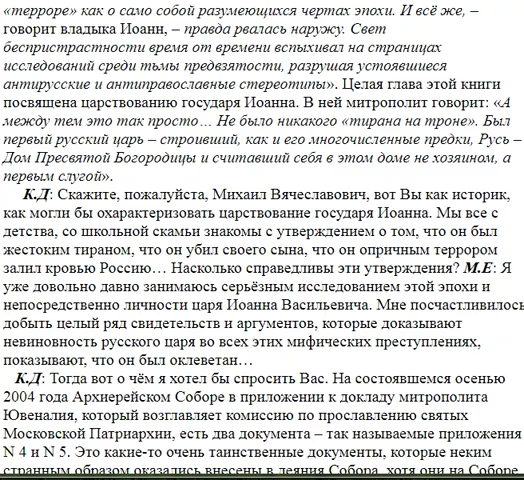 «терроре» как о само собой разумеющихся чертах эпохи. И всё же, –
говорит владыка Иоанн, – правда рвалась наружу. Свет
беспристрастности время от времени вспыхивал на страницах
исследований среди тьмы предвзятости, разрушая устоявшиеся
антирусские и антиправославные стереотипы». Целая глава этой книги
посвящена царствованию государя Иоанна. В ней митрополит говорит: «А
между тем это так просто… Не было никакого «тирана на троне». Был
первый русский царь – строивший, как и его многочисленные предки, Русь –
Дом Пресвятой Богородицы и считавший себя в этом доме не хозяином, а
первым слугой».
К.Д: Скажите, пожалуйста, Михаил Вячеславович, вот Вы как историк,
как могли бы охарактеризовать царствование государя Иоанна. Мы все с
детства, со школьной скамьи знакомы с утверждением о том, что он был
жестоким тираном, что он убил своего сына, что он опричным террором
залил кровью Россию… Насколько справедливы эти утверждения? М.Е: Я
уже довольно давно занимаюсь серьёзным исследованием этой эпохи и
непосредственно личности царя Иоанна Васильевича. Мне посчастливилось
добыть целый ряд свидетельств и аргументов, которые доказывают
невиновность русского царя во всех этих мифических преступлениях,
показывают, что он был оклеветан…
К.Д: Тогда вот о чём я хотел бы спросить Вас. На состоявшемся осенью
2004 года Архиерейском Соборе в приложении к докладу митрополита
Ювеналия, который возглавляет комиссию по прославлению святых
Московской Патриархии, есть два документа – так называемые приложения
N 4 и N 5. Это какие-то очень таинственные документы, которые неким
странным образом оказались внесены в деяния Собора, хотя они на Соборе